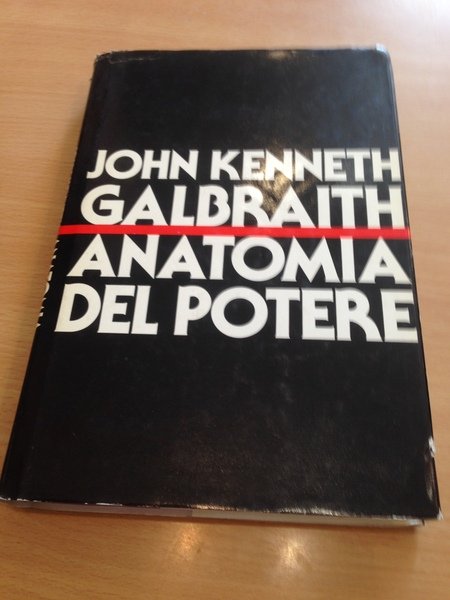 JOHN KENNETH
GALBRAITH
ANATOMIA
DEL POTERE